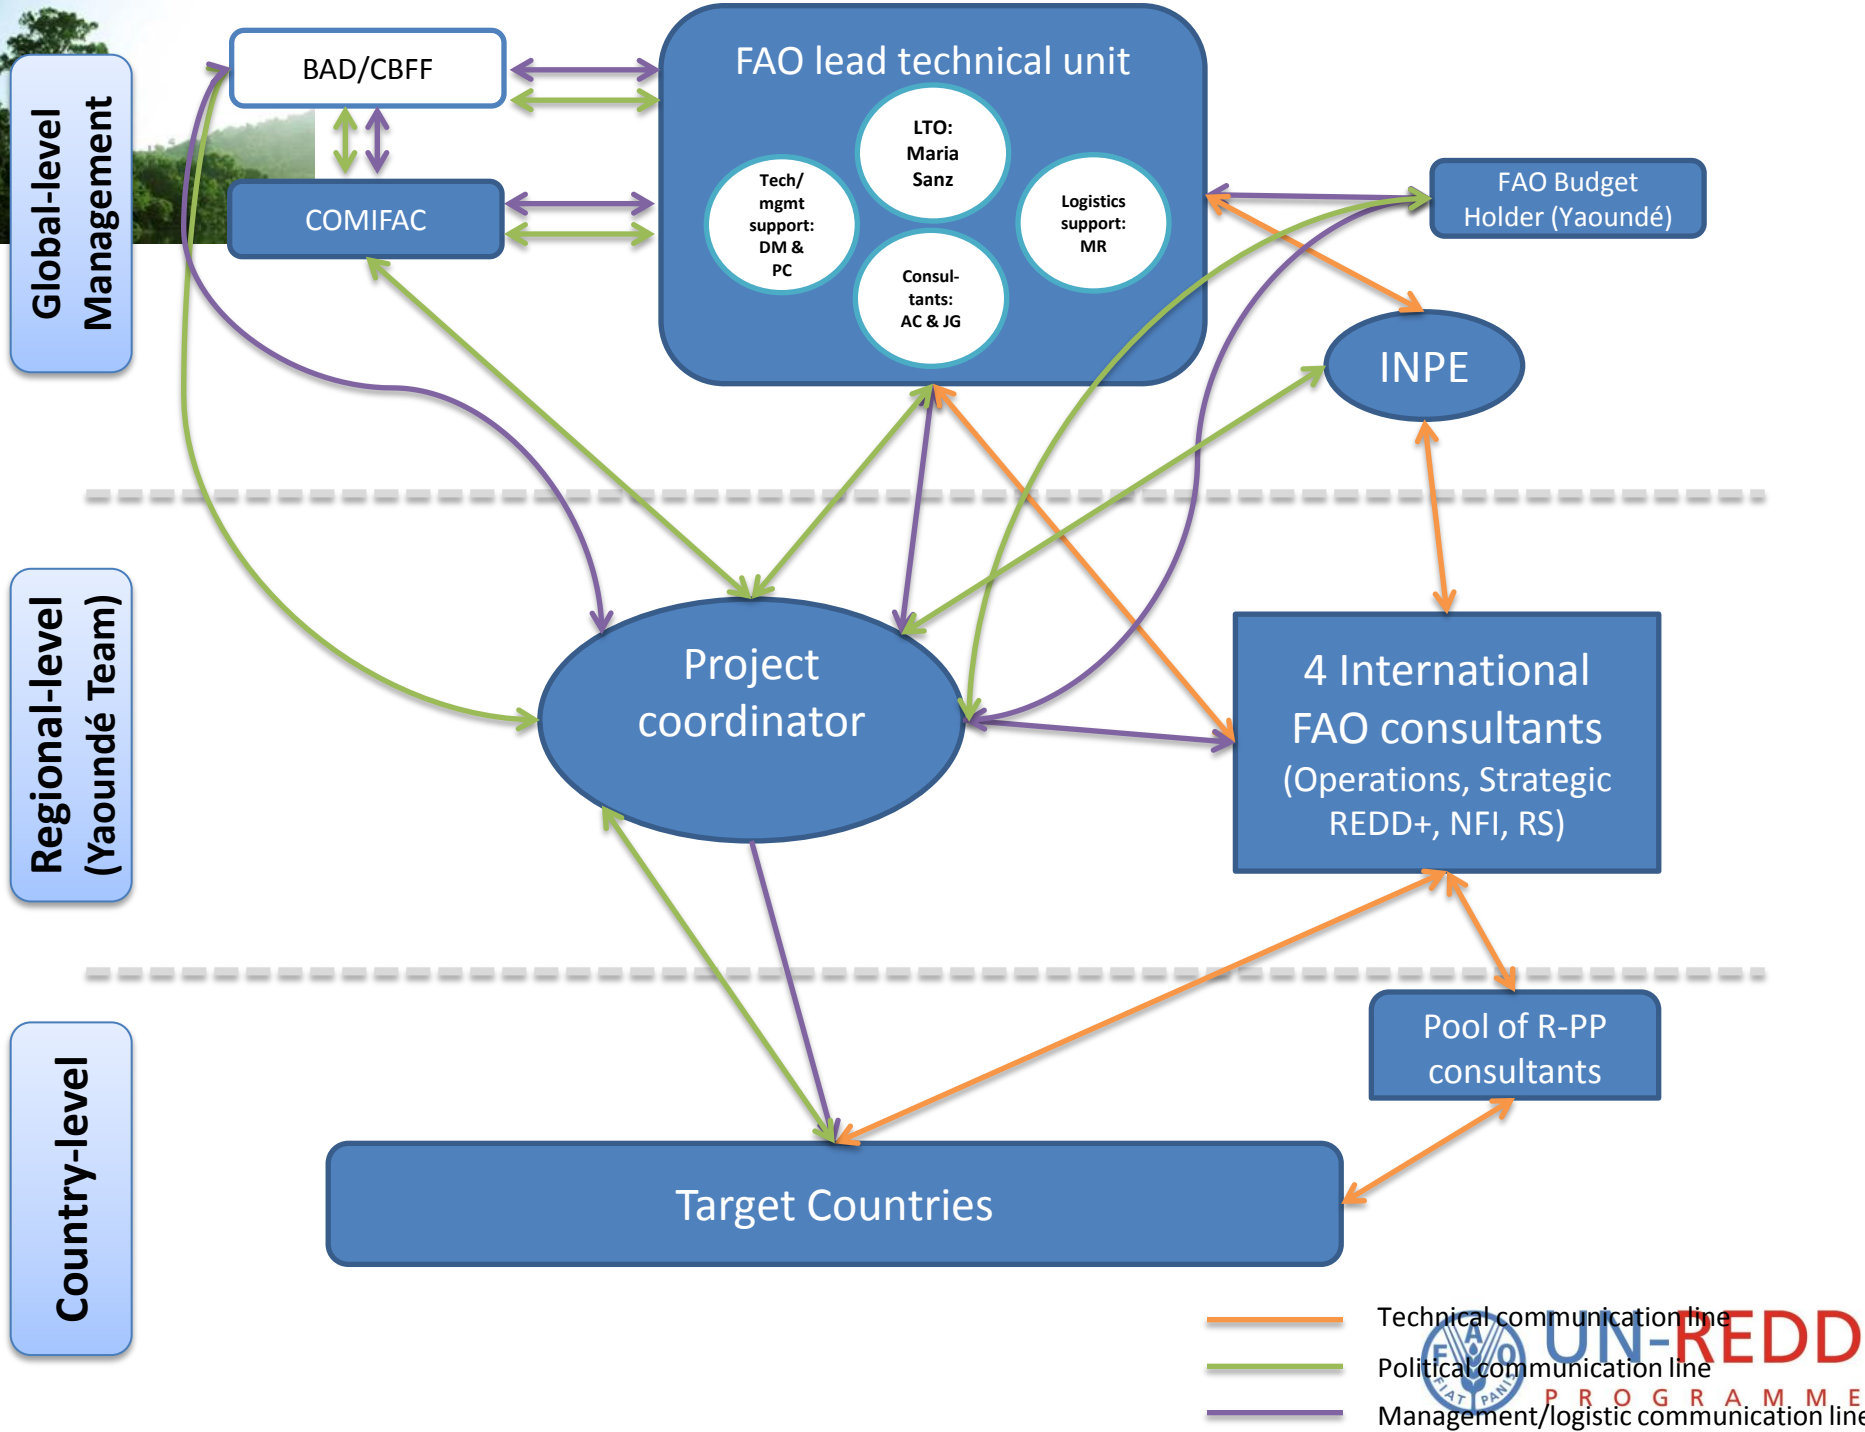 Global-level
Management
BAD/CBFF
COMIFAC
FAO lead technical unit
LTO:
Maria
Sanz
Tech/
mgmt
support:
DM &
PC
Logistics
support:
MR
Consul-
tants:
AC & JG
FAO Budget
Holder (Yaoundé)
INPE
Regional-level
(Yaoundé Team)
Project
coordinator
4 International
FAO consultants
(Operations, Strategic
REDD+, NFI, RS)
Country-level
Pool of R-PP
consultants
Target Countries
Technical communication line
Political communication line
Management/logistic communication line
FAO
FIAT PANIS
UN-REDD
PROGRAMME